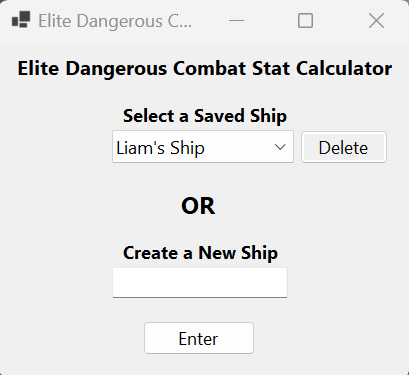 Elite Dangerous C...
Elite Dangerous Combat Stat Calculator
Select a Saved Ship
Liam's Ship
Delete
OR
Create a New Ship
Enter